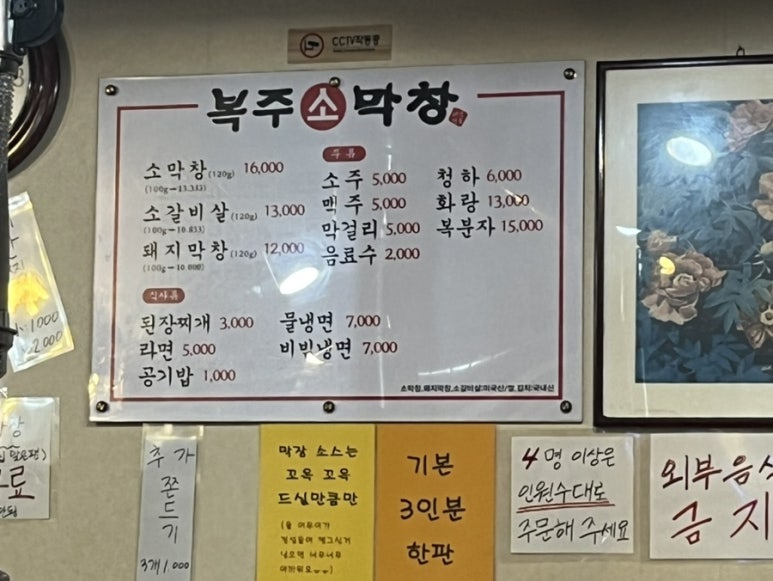 CCTV작동중
복주소막창
소막창(120g) 16,000
(100g→13.333)
소갈비살(120g) 13,000
(100g→10.833)
돼지막창(120g) 12,000
(100g→10.000)
주류
소주 5,000
맥주 5,000
막걸리 5,000
음료수 2,000
청하 6,000
화랑 13,000
복분자 15,000
식사류
된장찌개 3,000
라면 5,000
공기밥 1,000
물냉면 7,000
비빔냉면 7,000
소막창,돼지막창,소갈비살:미국산/쌀,김치:국내산
1000
2,000
추가
쫀
드
기
3개 1,000
막장 소스는
꼬옥 꼬옥
드실만큼만
기본
3인분
한판
4명 이상은
인원수대로
주문해 주세요
외부음식
금지